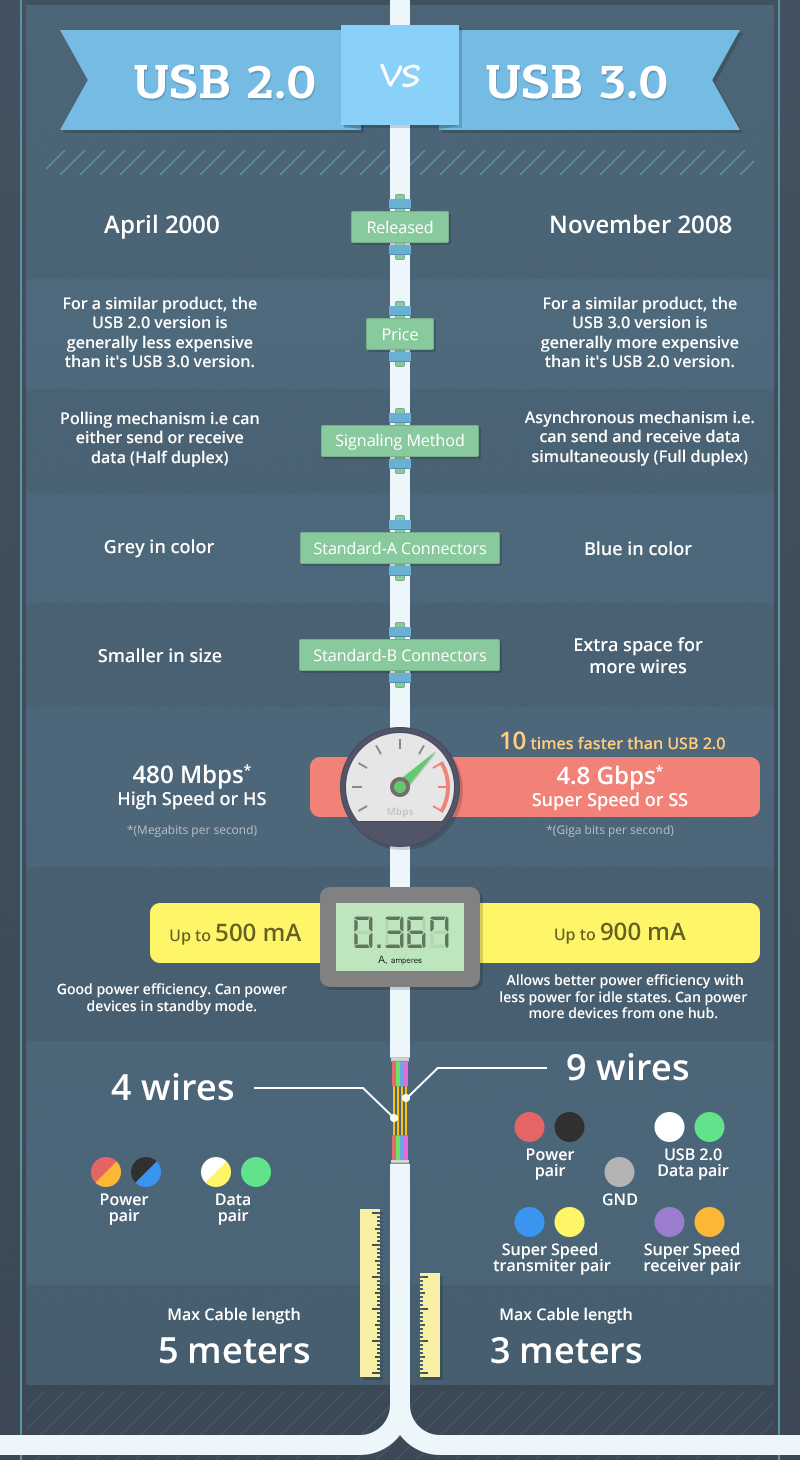 USB 2.0
VS
USB 3.0
April 2000
Released
November 2008
For a similar product, the
USB 2.0 version is
generally less expensive
than it's USB 3.0 version.
Price
For a similar product, the
USB 3.0 version is
generally more expensive
than it's USB 2.0 version.
Polling mechanism i.e can
either send or receive
data (Half duplex)
Signaling Method
Asynchronous mechanism i.e.
can send and receive data
simultaneously (Full duplex)
Grey in color
Standard-A Connectors
Blue in color
Smaller in size
Standard-B Connectors
Extra space for
more wires
480 Mbps*
High Speed or HS
*(Megabits per second)
Mbps
10 times faster than USB 2.0
4.8 Gbps*
Super Speed or SS
*(Giga bits per second)
Up to 500 mA
Good power efficiency. Can power
devices in standby mode.
0.367
A, amperes
Up to 900 mA
Allows better power efficiency with
less power for idle states. Can power
more devices from one hub.
4 wires
Power
pair
Data
pair
9 wires
Power
pair
USB 2.0
Data pair
GND
Super Speed
transmiter pair
Super Speed
receiver pair
Max Cable length
5 meters
Max Cable length
3 meters